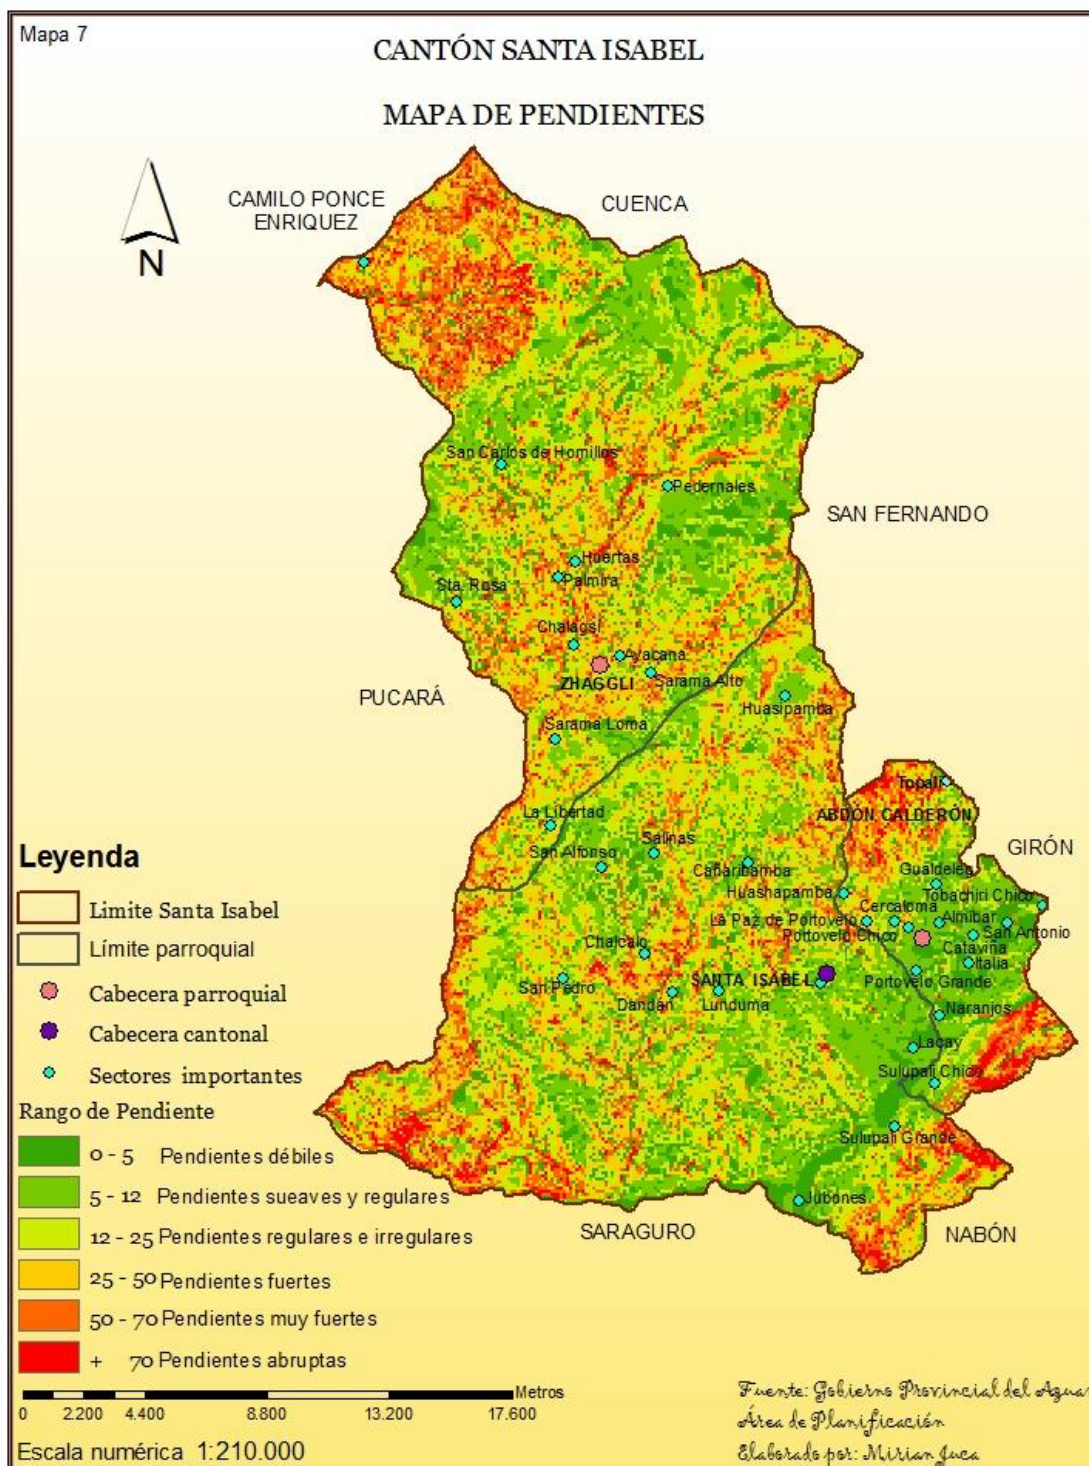 Mapa 7
CANTÓN SANTA ISABEL
MAPA DE PENDIENTES
CAMILO PONCE
ENRIQUEZ
CUENCA
N
San Carlos de Hornillos
Pedernales
SAN FERNANDO
Huertas
Palmira
Sta. Rosa
Chalagsi
Ayacana
ZHAGGLI
Sarama Alto
PUCARÁ
Huasipamba
Sarama Loma
Topali
ABDÓN CALDERÓN
La Libertad
GIRÓN
San Alfonso
Salinas
Cañaribamba
Gualdeleg
Huashapamba
Tobachiri Chico
Cercaloma
La Paz de Portovelo
Almibar
Portovelo Chico
San Antonio
Chalcalo
Cataviña
Italia
San Pedro
SANTA ISABEL
Portovelo Grande
Dandán
Lunduma
Naranjos
Lacay
Sulupali Chico
Sulupali Grande
Jubones
SARAGURO
NABÓN
Leyenda
Limite Santa Isabel
Límite parroquial
Cabecera parroquial
Cabecera cantonal
Sectores importantes
Rango de Pendiente
0 - 5 Pendientes débiles
5 - 12 Pendientes sueaves y regulares
12 - 25 Pendientes regulares e irregulares
25 - 50 Pendientes fuertes
50 - 70 Pendientes muy fuertes
+ 70 Pendientes abruptas
Metros
0 2.200 4.400 8.800 13.200 17.600
Escala numérica 1:210.000
Fuente: Gobierno Provincial del Azuay
Área de Planificación
Elaborado por: Mirian Juca